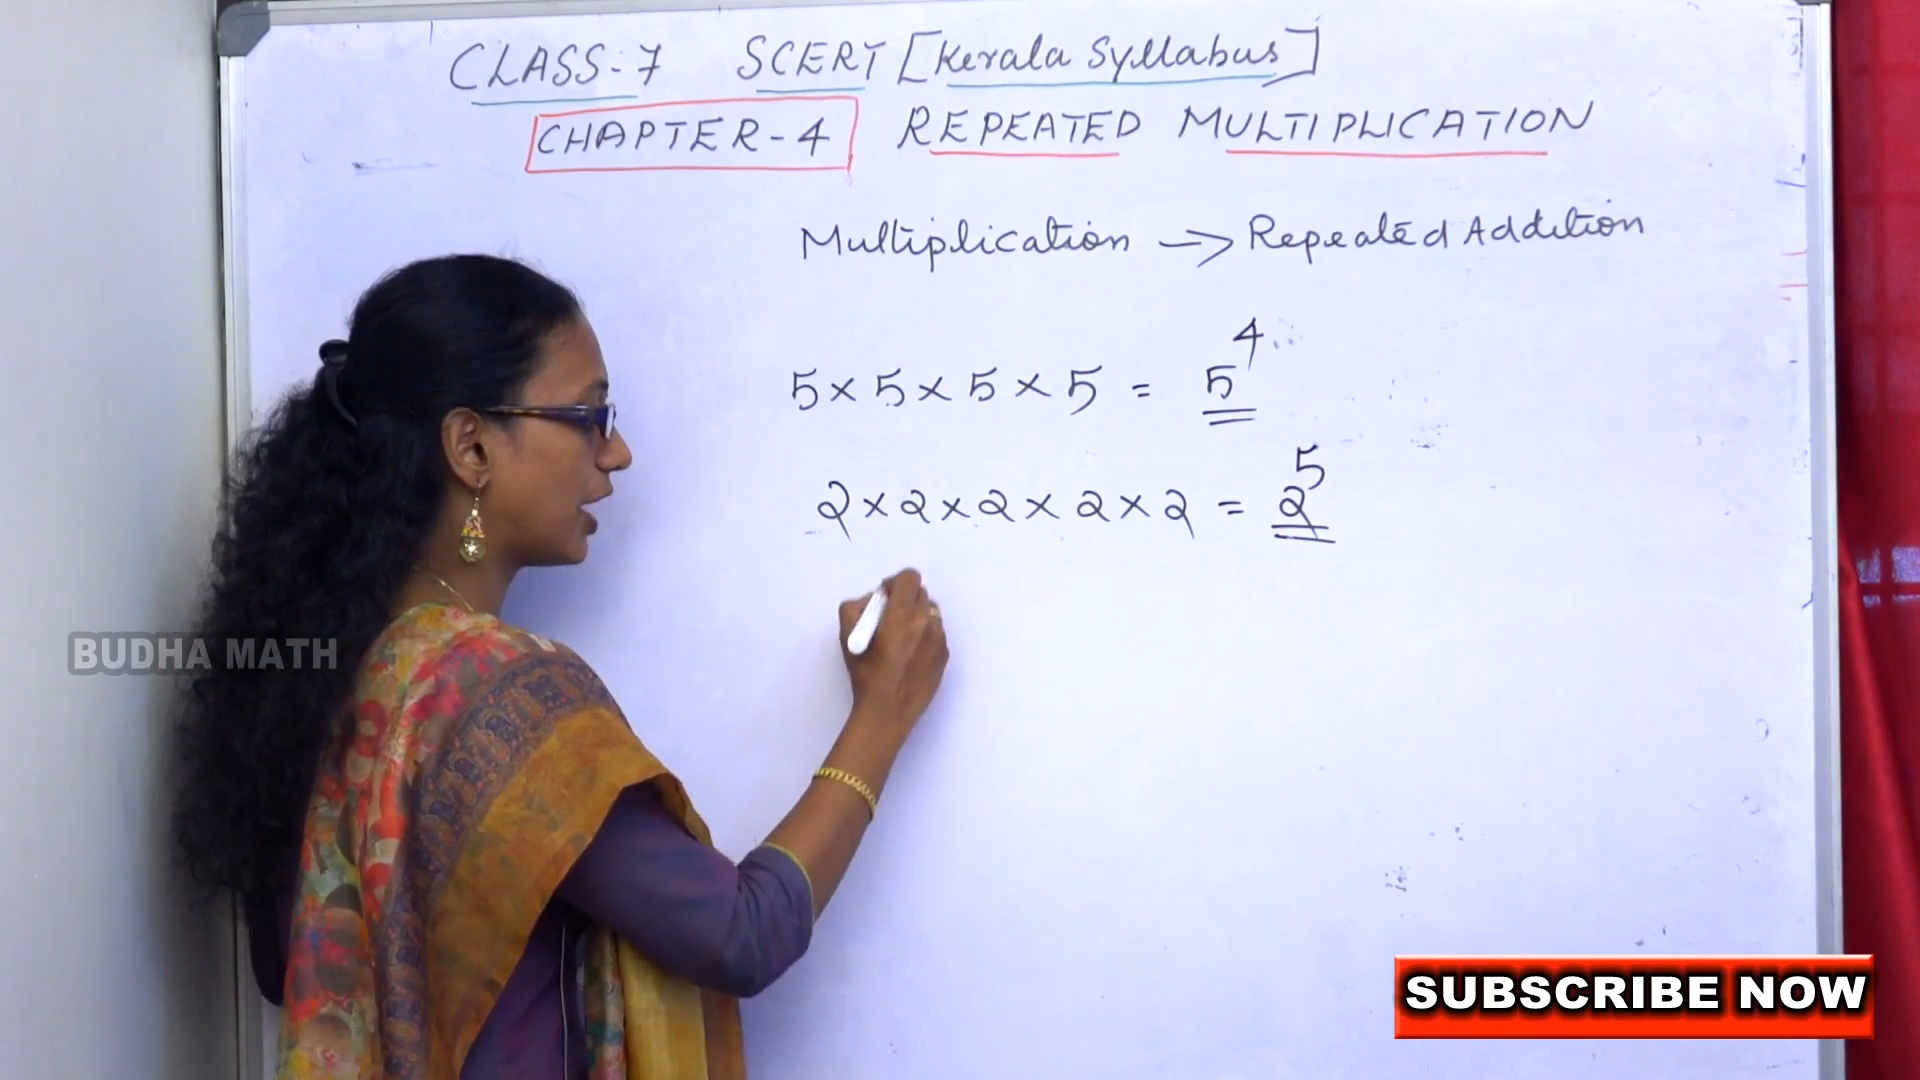 CLASS-7 SCERT [Kerala Syllabus]
CHAPTER-4 REPEATED MULTIPLICATION
Multiplication → Repeated Addition
5 × 5 × 5 × 5 = 5⁴
2 × 2 × 2 × 2 × 2 = 2⁵
BUDHA MATH
SUBSCRIBE NOW